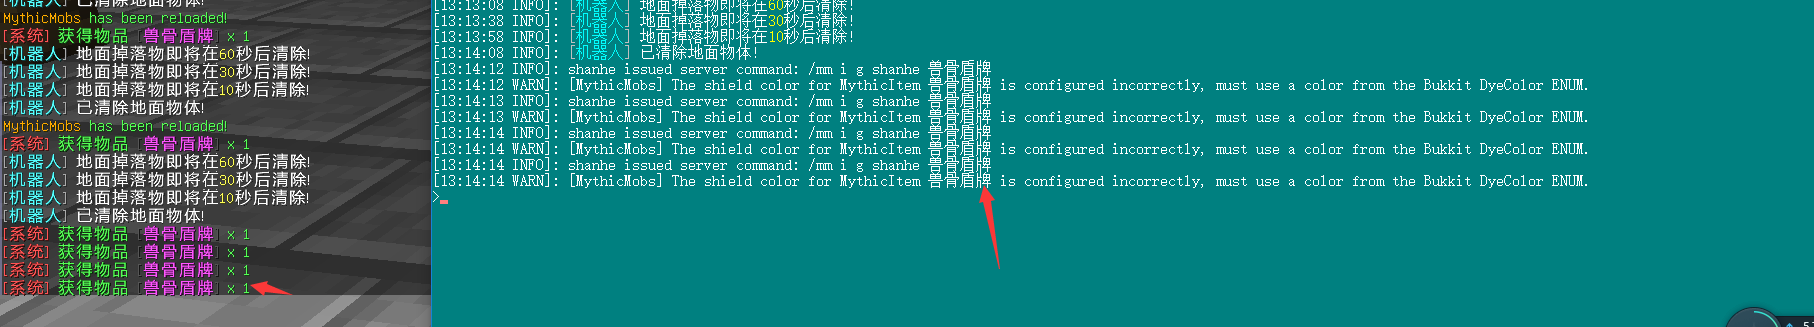 [机器人] 已清除地面物体!
MythicMobs has been reloaded!
[系统] 获得物品 [兽骨盾牌] x 1
[机器人] 地面掉落物即将在60秒后清除!
[机器人] 地面掉落物即将在30秒后清除!
[机器人] 地面掉落物即将在10秒后清除!
[机器人] 已清除地面物体!
MythicMobs has been reloaded!
[系统] 获得物品 [兽骨盾牌] x 1
[机器人] 地面掉落物即将在60秒后清除!
[机器人] 地面掉落物即将在30秒后清除!
[机器人] 地面掉落物即将在10秒后清除!
[机器人] 已清除地面物体!
[系统] 获得物品 [兽骨盾牌] x 1
[系统] 获得物品 [兽骨盾牌] x 1
[系统] 获得物品 [兽骨盾牌] x 1
[系统] 获得物品 [兽骨盾牌] x 1
[13:13:08 INFO]: [机器人] 地面掉落物即将在60秒后清除!
[13:13:38 INFO]: [机器人] 地面掉落物即将在30秒后清除!
[13:13:58 INFO]: [机器人] 地面掉落物即将在10秒后清除!
[13:14:08 INFO]: [机器人] 已清除地面物体!
[13:14:12 INFO]: shanhe issued server command: /mm i g shanhe 兽骨盾牌
[13:14:12 WARN]: [MythicMobs] The shield color for MythicItem 兽骨盾牌 is configured incorrectly, must use a color from the Bukkit DyeColor ENUM.
[13:14:13 INFO]: shanhe issued server command: /mm i g shanhe 兽骨盾牌
[13:14:13 WARN]: [MythicMobs] The shield color for MythicItem 兽骨盾牌 is configured incorrectly, must use a color from the Bukkit DyeColor ENUM.
[13:14:14 INFO]: shanhe issued server command: /mm i g shanhe 兽骨盾牌
[13:14:14 WARN]: [MythicMobs] The shield color for MythicItem 兽骨盾牌 is configured incorrectly, must use a color from the Bukkit DyeColor ENUM.
[13:14:14 INFO]: shanhe issued server command: /mm i g shanhe 兽骨盾牌
[13:14:14 WARN]: [MythicMobs] The shield color for MythicItem 兽骨盾牌 is configured incorrectly, must use a color from the Bukkit DyeColor ENUM.
>